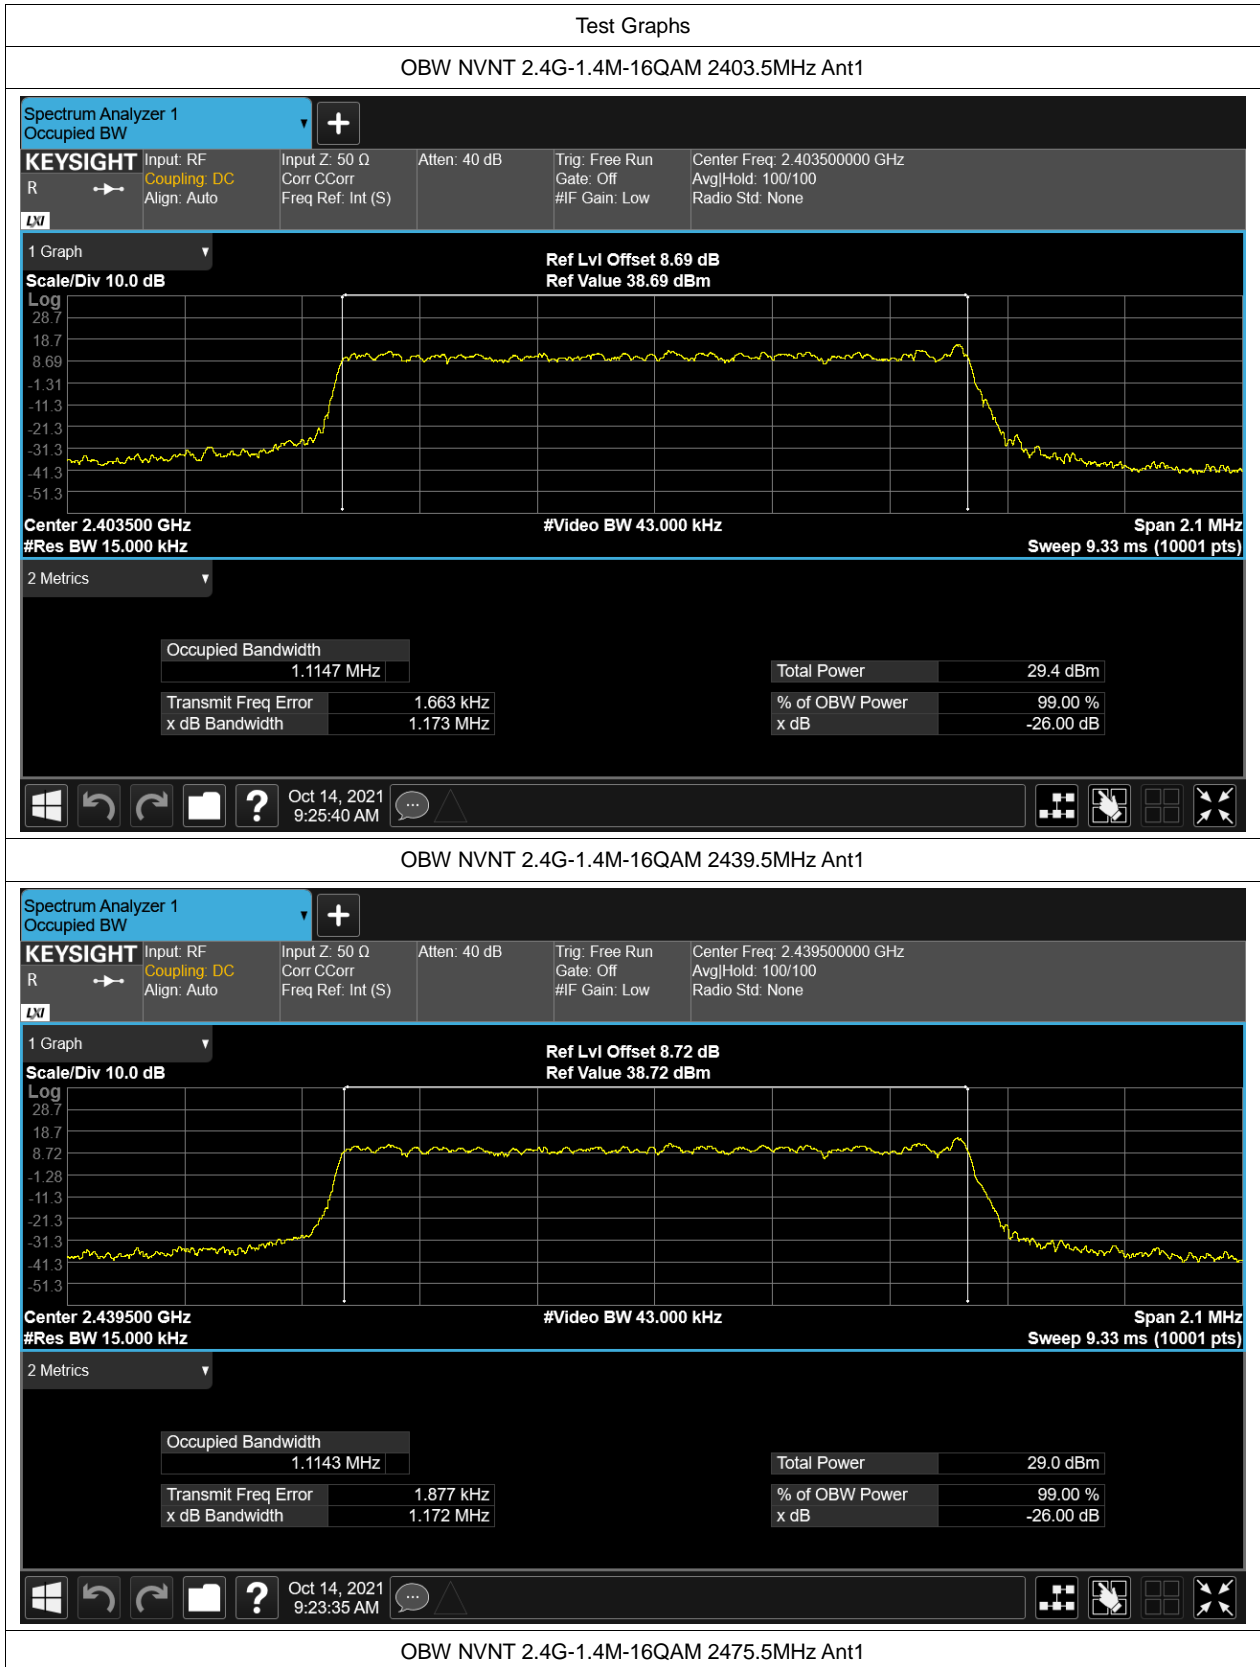 Test Graphs
OBW NVNT 2.4G-1.4M-16QAM 2403.5MHz Ant1
Spectrum Analyzer 1
Occupied BW
KEYSIGHT Input: RF Input Z: 50 Ω Atten: 40 dB Trig: Free Run Center Freq: 2.403500000 GHz
R Coupling: DC Corr CCorr Gate: Off Avg|Hold: 100/100
Align: Auto Freq Ref: Int (S) #IF Gain: Low Radio Std: None
LXI
1 Graph
Ref Lvl Offset 8.69 dB
Scale/Div 10.0 dB Ref Value 38.69 dBm
Log
28.7
18.7
8.69
-1.31
-11.3
-21.3
-31.3
-41.3
-51.3
Center 2.403500 GHz #Video BW 43.000 kHz Span 2.1 MHz
#Res BW 15.000 kHz Sweep 9.33 ms (10001 pts)
2 Metrics
Occupied Bandwidth
1.1147 MHz Total Power 29.4 dBm
Transmit Freq Error 1.663 kHz % of OBW Power 99.00 %
x dB Bandwidth 1.173 MHz x dB -26.00 dB
? Oct 14, 2021
9:25:40 AM
OBW NVNT 2.4G-1.4M-16QAM 2439.5MHz Ant1
Spectrum Analyzer 1
Occupied BW
KEYSIGHT Input: RF Input Z: 50 Ω Atten: 40 dB Trig: Free Run Center Freq: 2.439500000 GHz
R Coupling: DC Corr CCorr Gate: Off Avg|Hold: 100/100
Align: Auto Freq Ref: Int (S) #IF Gain: Low Radio Std: None
LXI
1 Graph
Ref Lvl Offset 8.72 dB
Scale/Div 10.0 dB Ref Value 38.72 dBm
Log
28.7
18.7
8.72
-1.28
-11.3
-21.3
-31.3
-41.3
-51.3
Center 2.439500 GHz #Video BW 43.000 kHz Span 2.1 MHz
#Res BW 15.000 kHz Sweep 9.33 ms (10001 pts)
2 Metrics
Occupied Bandwidth
1.1143 MHz Total Power 29.0 dBm
Transmit Freq Error 1.877 kHz % of OBW Power 99.00 %
x dB Bandwidth 1.172 MHz x dB -26.00 dB
? Oct 14, 2021
9:23:35 AM
OBW NVNT 2.4G-1.4M-16QAM 2475.5MHz Ant1